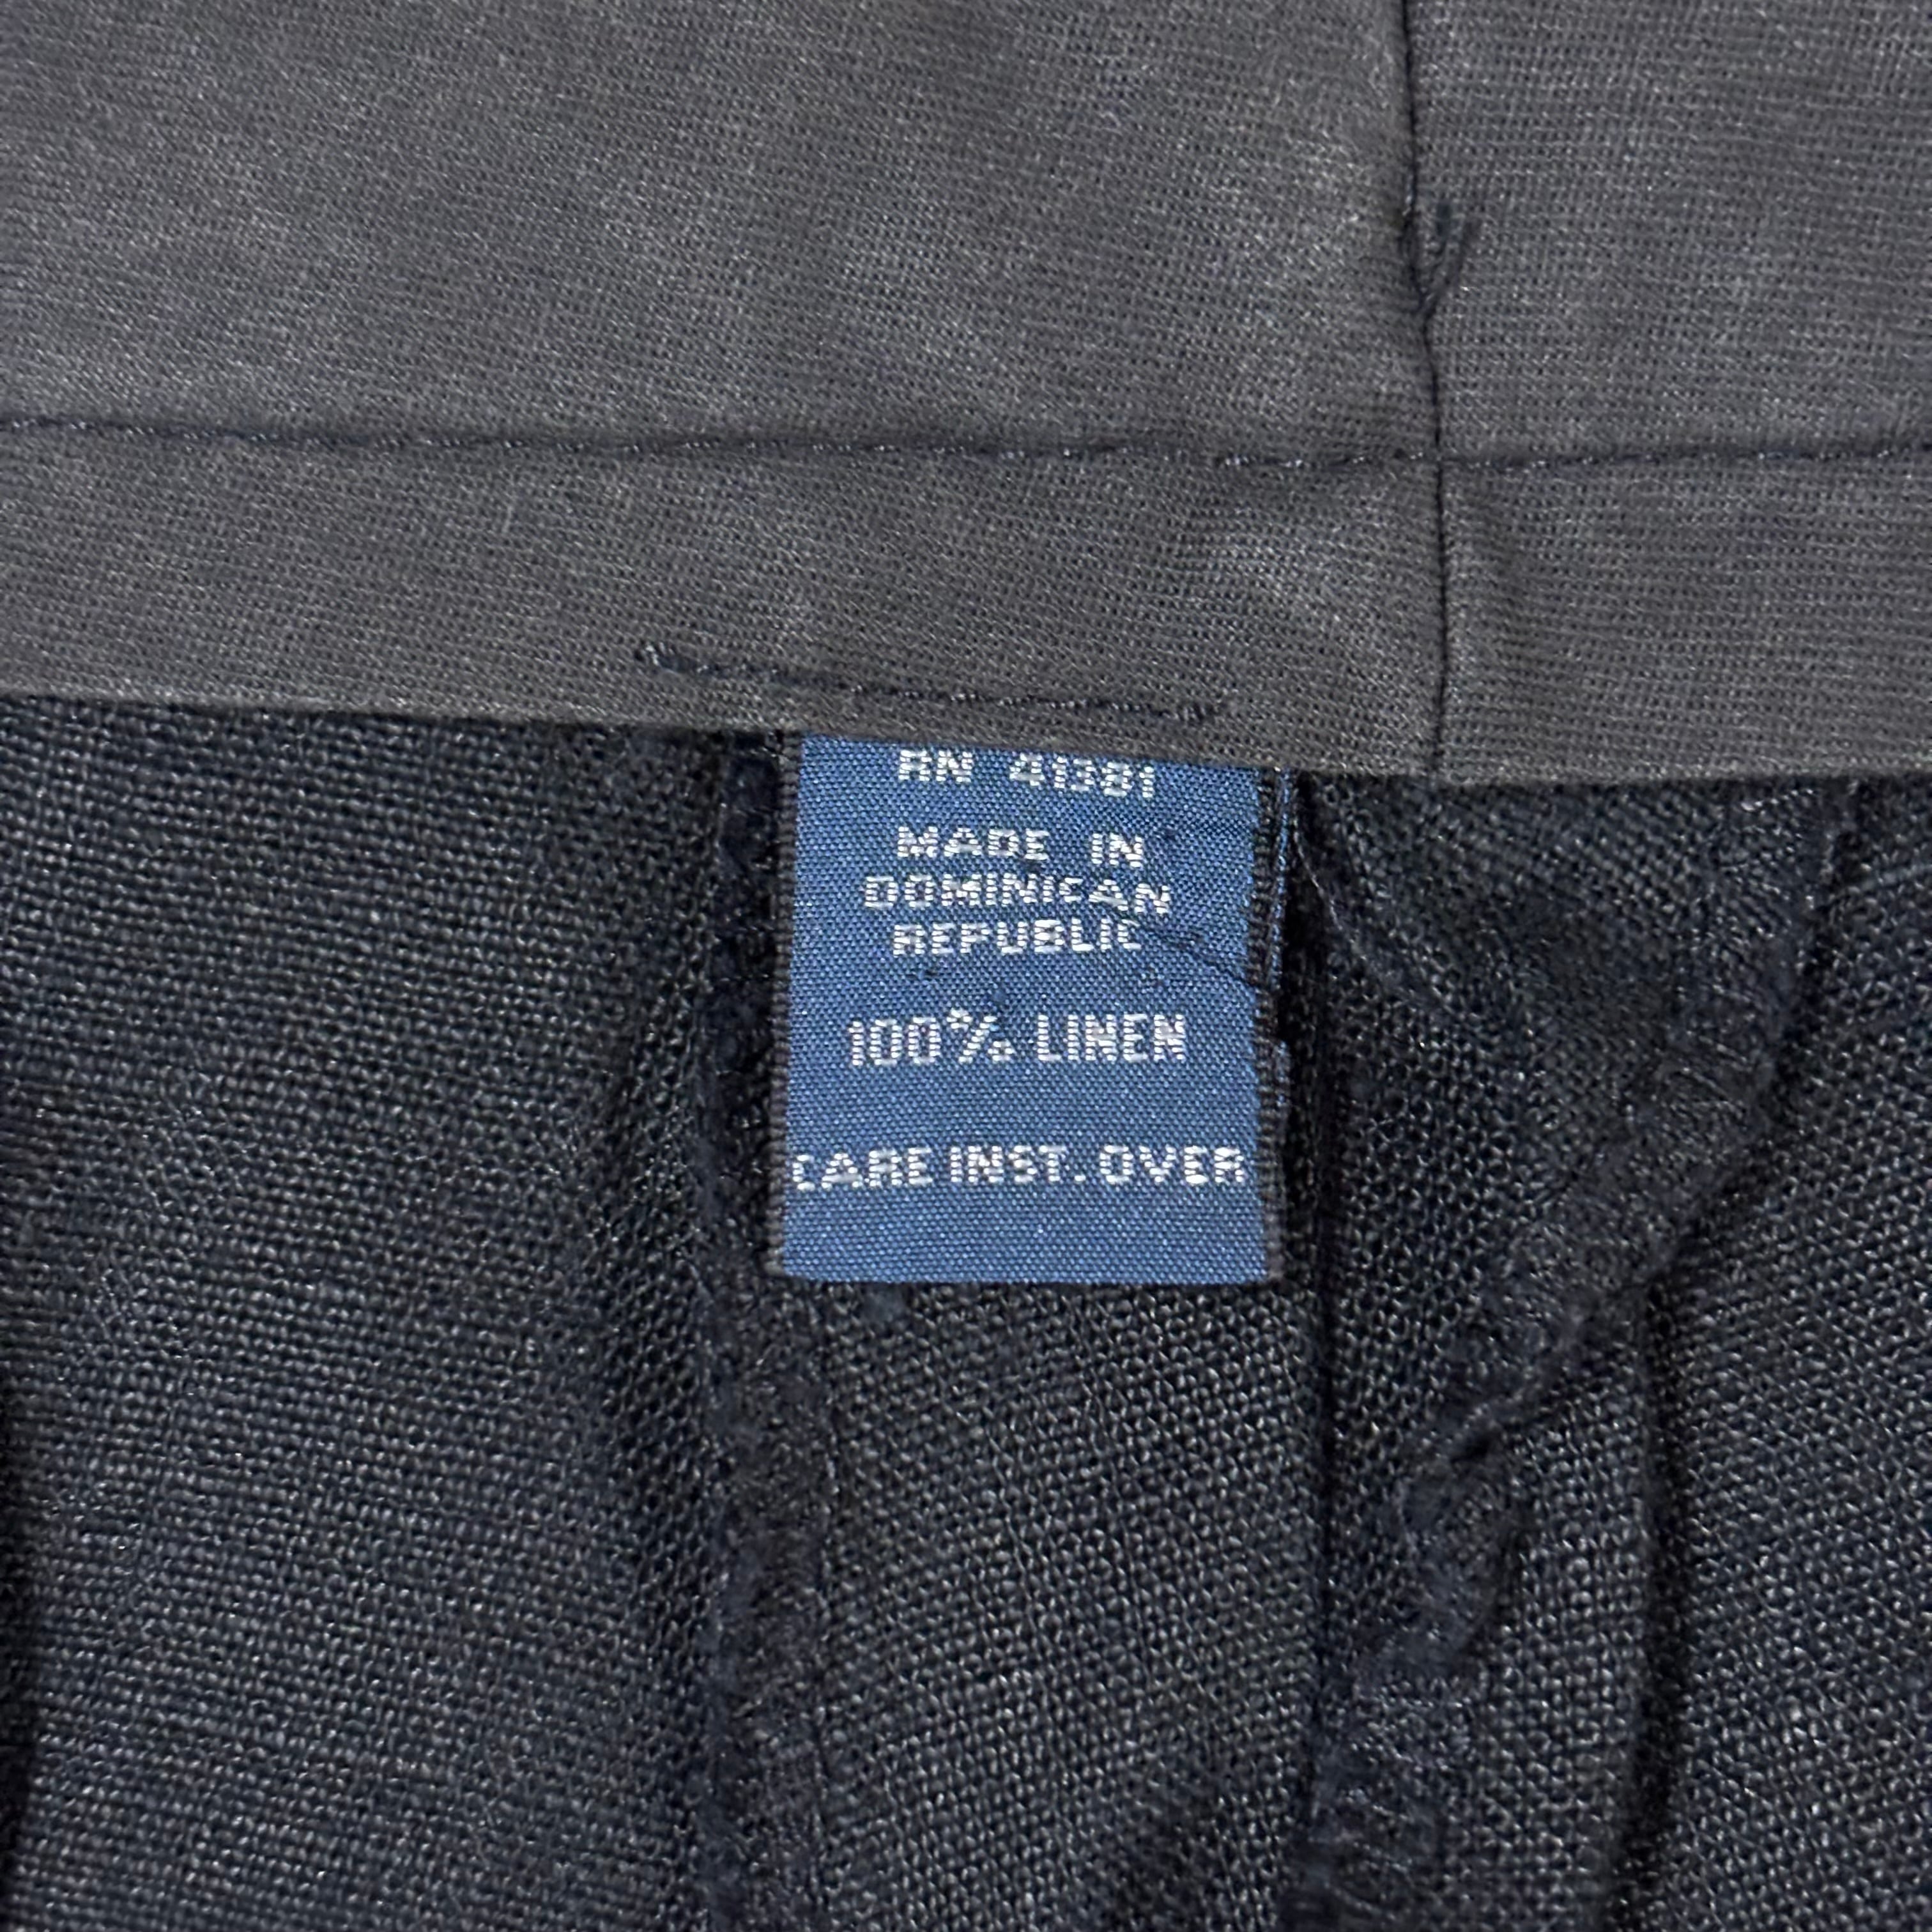 RN 41381
MADE IN
DOMINICAN
REPUBLIC
100% LINEN
CARE INST. OVER